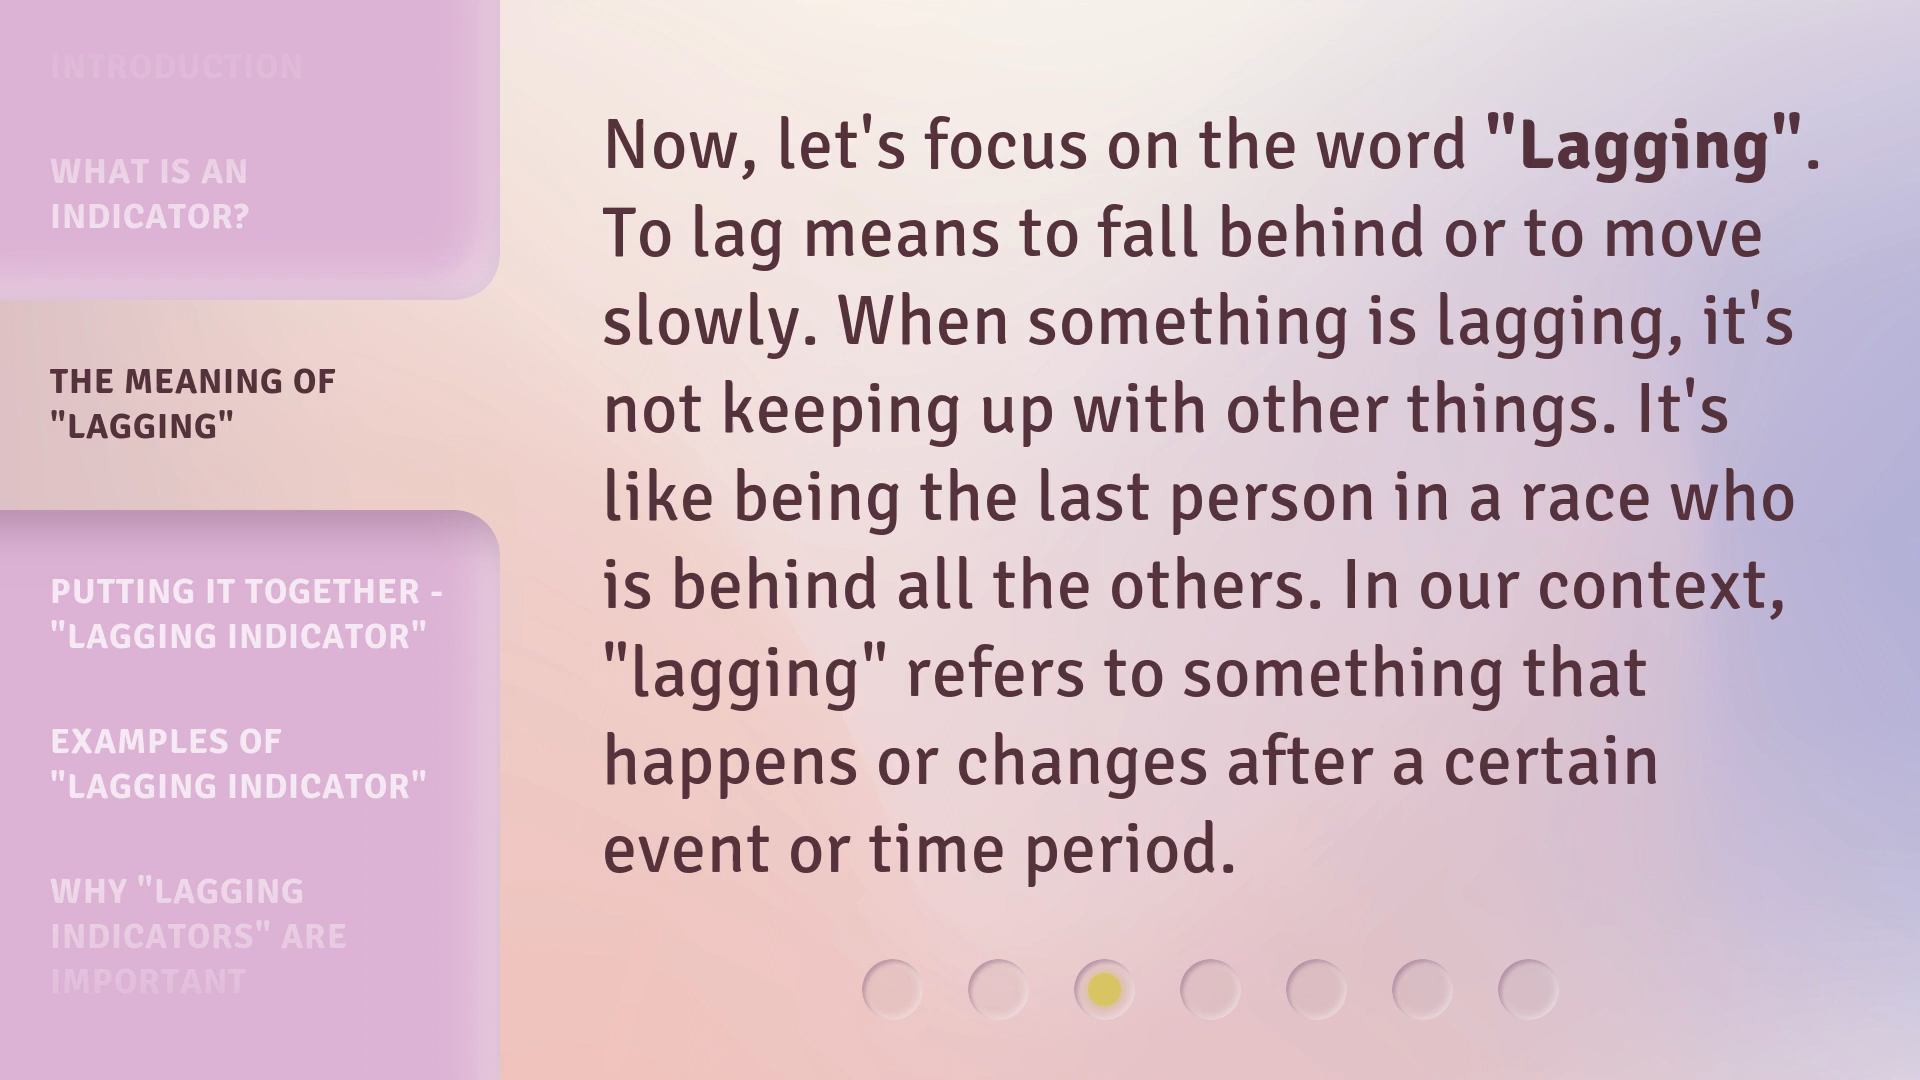 INTRODUCTION
WHAT IS AN
INDICATOR?
THE MEANING OF
"LAGGING"
PUTTING IT TOGETHER -
"LAGGING INDICATOR"
EXAMPLES OF
"LAGGING INDICATOR"
WHY "LAGGING
INDICATORS" ARE
IMPORTANT
Now, let's focus on the word "Lagging".
To lag means to fall behind or to move
slowly. When something is lagging, it's
not keeping up with other things. It's
like being the last person in a race who
is behind all the others. In our context,
"lagging" refers to something that
happens or changes after a certain
event or time period.